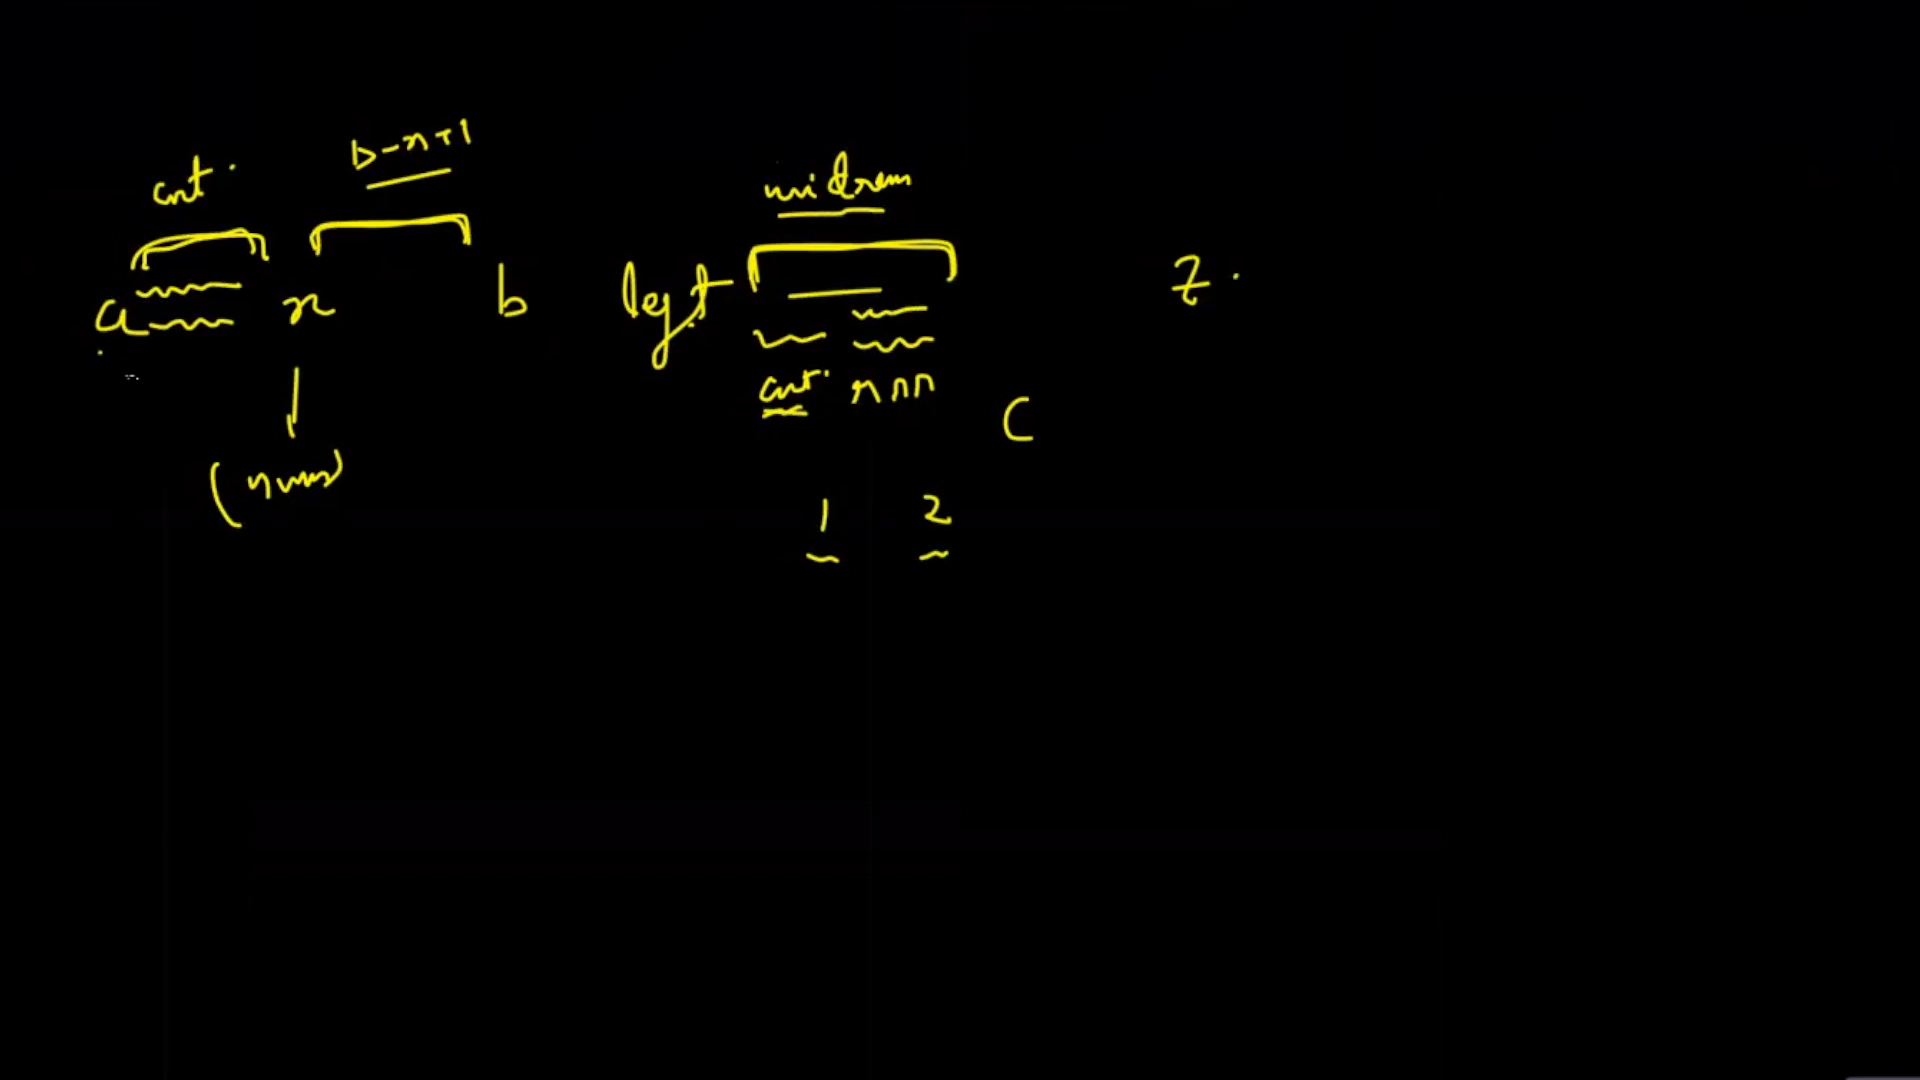 cnt. b-n+1
a x b left z.
cnt. n n n
C
(nums)
1 2